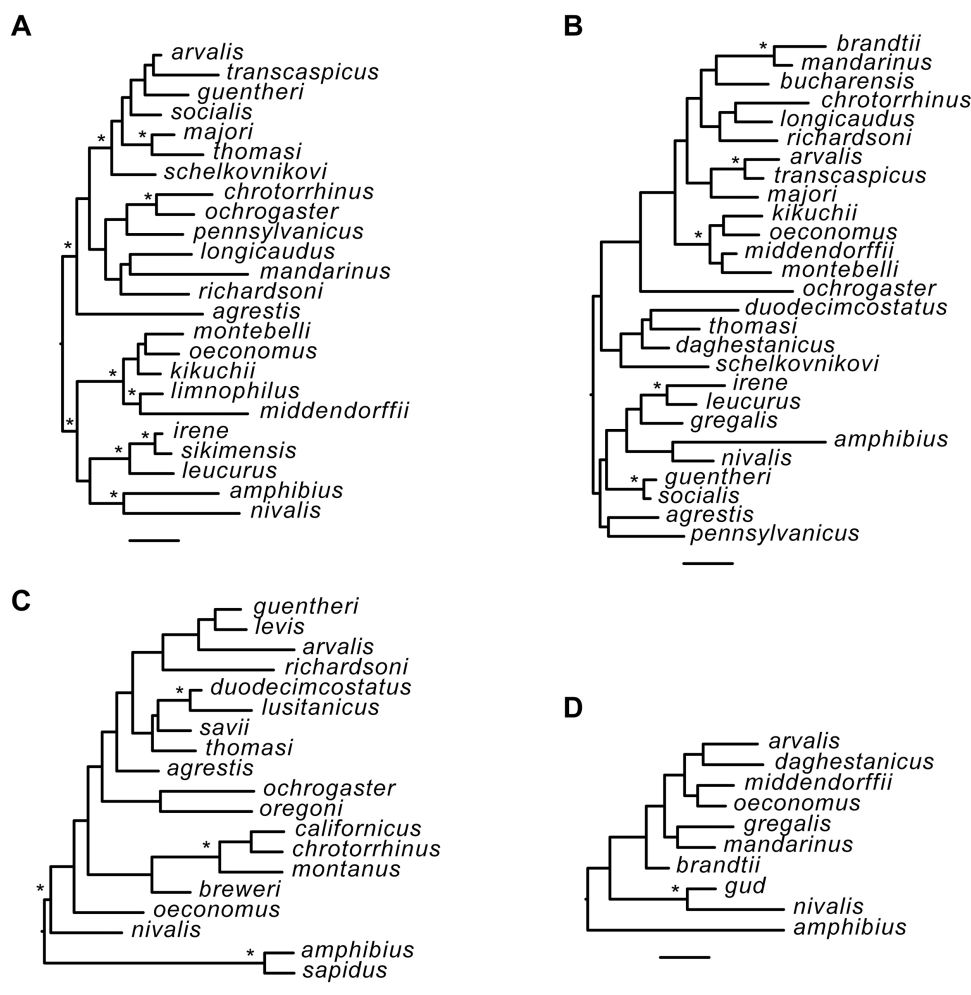 A
arvalis
transcaspicus
guentheri
socialis
majori
thomasi
schelkovnikovi
chrotorrhinus
ochrogaster
pennsylvanicus
longicaudus
mandarinus
richardsoni
agrestis
montebelli
oeconomus
kikuchii
limnophilus
middendorffii
irene
sikimensis
leucurus
amphibius
nivalis
B
brandtii
mandarinus
bucharensis
chrotorrhinus
longicaudus
richardsoni
arvalis
transcaspicus
majori
kikuchii
oeconomus
middendorffii
montebelli
ochrogaster
duodecimcostatus
thomasi
daghestanicus
schelkovnikovi
irene
leucurus
gregalis
amphibius
nivalis
guentheri
socialis
agrestis
pennsylvanicus
C
guentheri
levis
arvalis
richardsoni
duodecimcostatus
lusitanicus
savii
thomasi
agrestis
ochrogaster
oregoni
californicus
chrotorrhinus
montanus
breweri
oeconomus
nivalis
amphibius
sapidus
D
arvalis
daghestanicus
middendorffii
oeconomus
gregalis
mandarinus
brandtii
gud
nivalis
amphibius